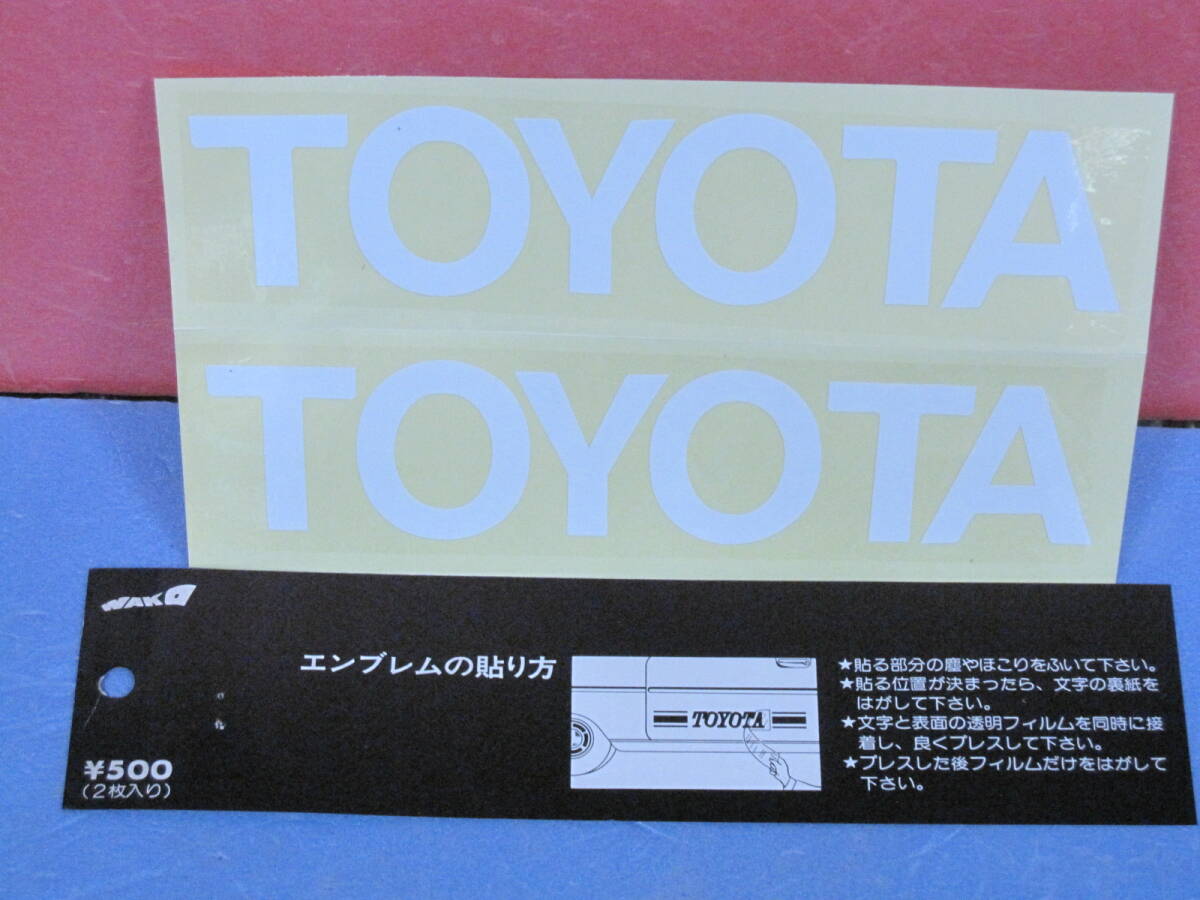 TOYOTA
TOYOTA
WAKO
エンブレムの貼り方
¥500
(2枚入り)
TOYOTA
★貼る部分の塵やほこりをふいて下さい。
★貼る位置が決まったら、文字の裏紙を
はがして下さい。
★文字と表面の透明フィルムを同時に接
着し、良くプレスして下さい。
★プレスした後フィルムだけをはがして
下さい。